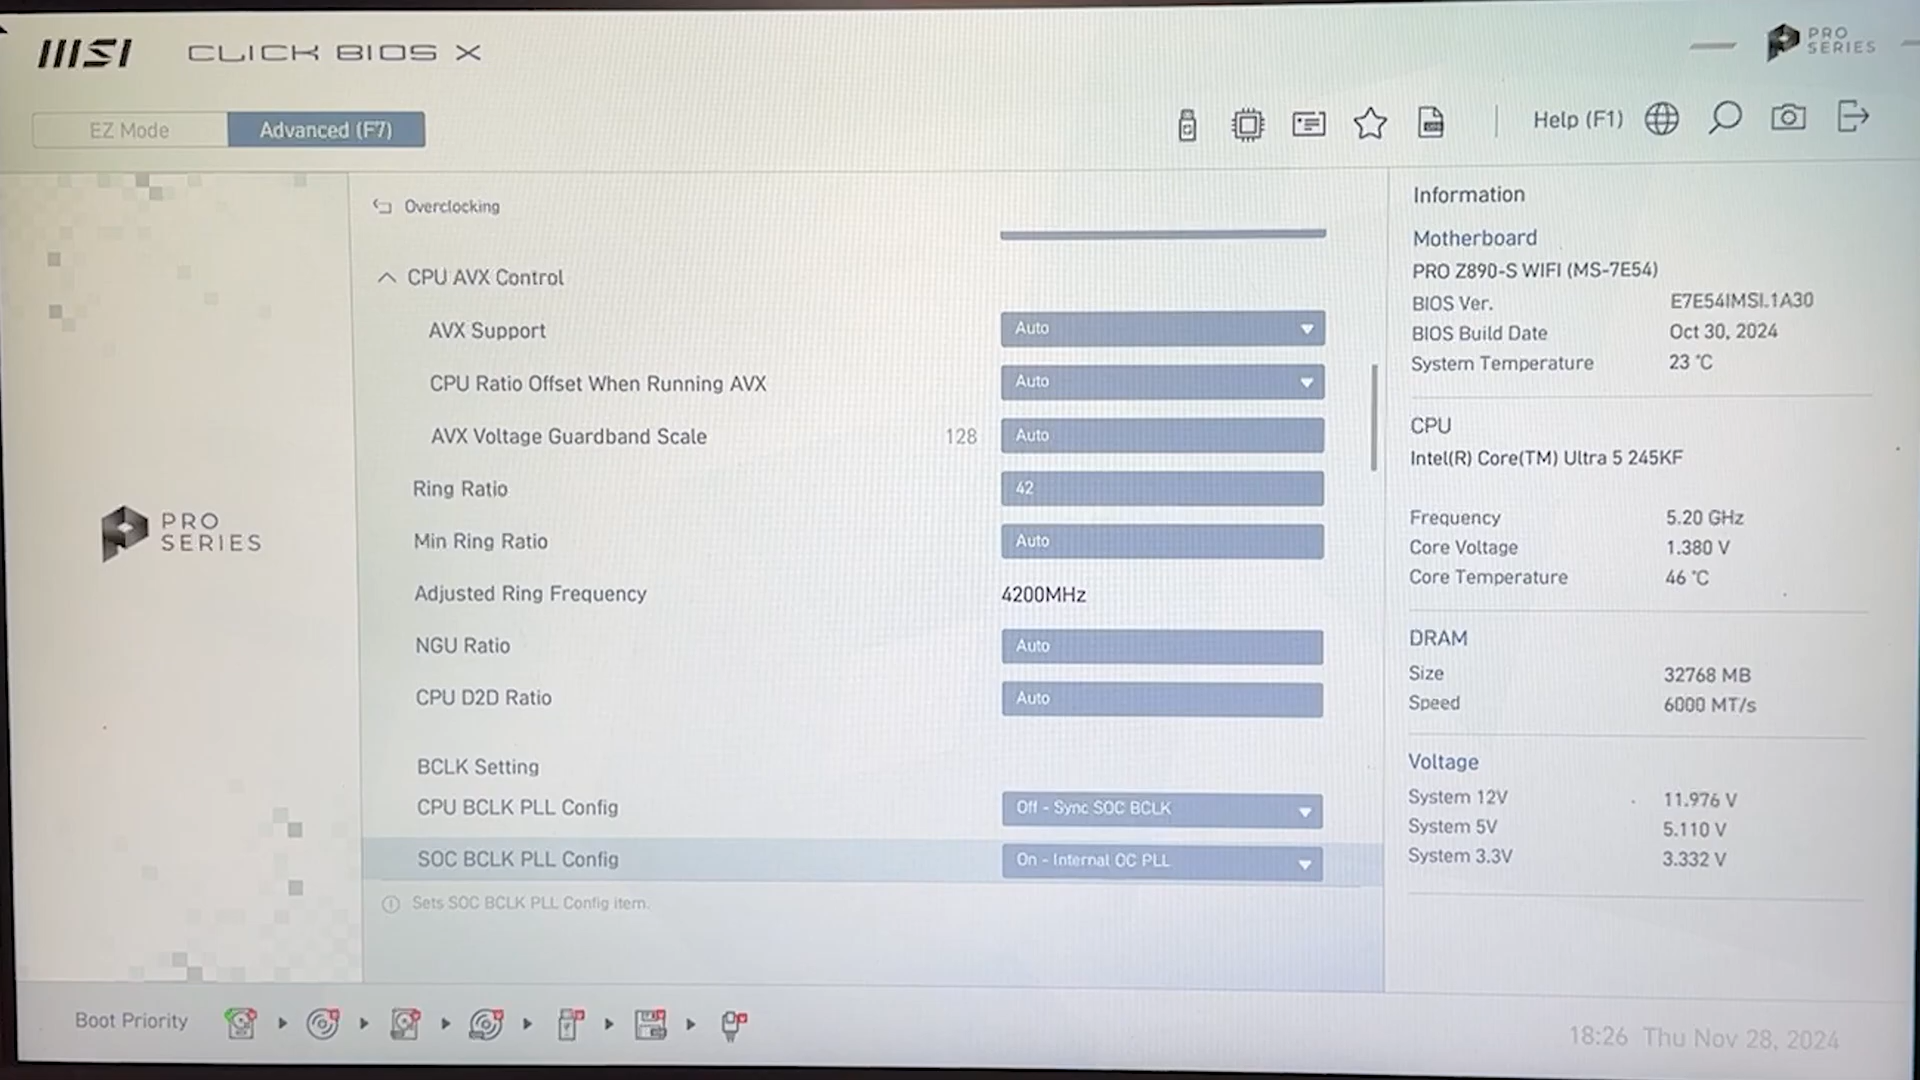 msi CLICK BIOS X
PRO SERIES
EZ Mode
Advanced (F7)
Help (F1)
Overclocking
CPU AVX Control
AVX Support Auto
CPU Ratio Offset When Running AVX Auto
AVX Voltage Guardband Scale 128 Auto
Ring Ratio 42
Min Ring Ratio Auto
Adjusted Ring Frequency 4200MHz
NGU Ratio Auto
CPU D2D Ratio Auto
BCLK Setting
CPU BCLK PLL Config Off - Sync SOC BCLK
SOC BCLK PLL Config On - Internal OC PLL
Sets SOC BCLK PLL Config item.
PRO
SERIES
Information
Motherboard
PRO Z890-S WIFI (MS-7E54)
BIOS Ver. E7E54IMSI.1A30
BIOS Build Date Oct 30, 2024
System Temperature 23 °C
CPU
Intel(R) Core(TM) Ultra 5 245KF
Frequency 5.20 GHz
Core Voltage 1.380 V
Core Temperature 46 °C
DRAM
Size 32768 MB
Speed 6000 MT/s
Voltage
System 12V 11.976 V
System 5V 5.110 V
System 3.3V 3.332 V
Boot Priority
18:26 Thu Nov 28, 2024